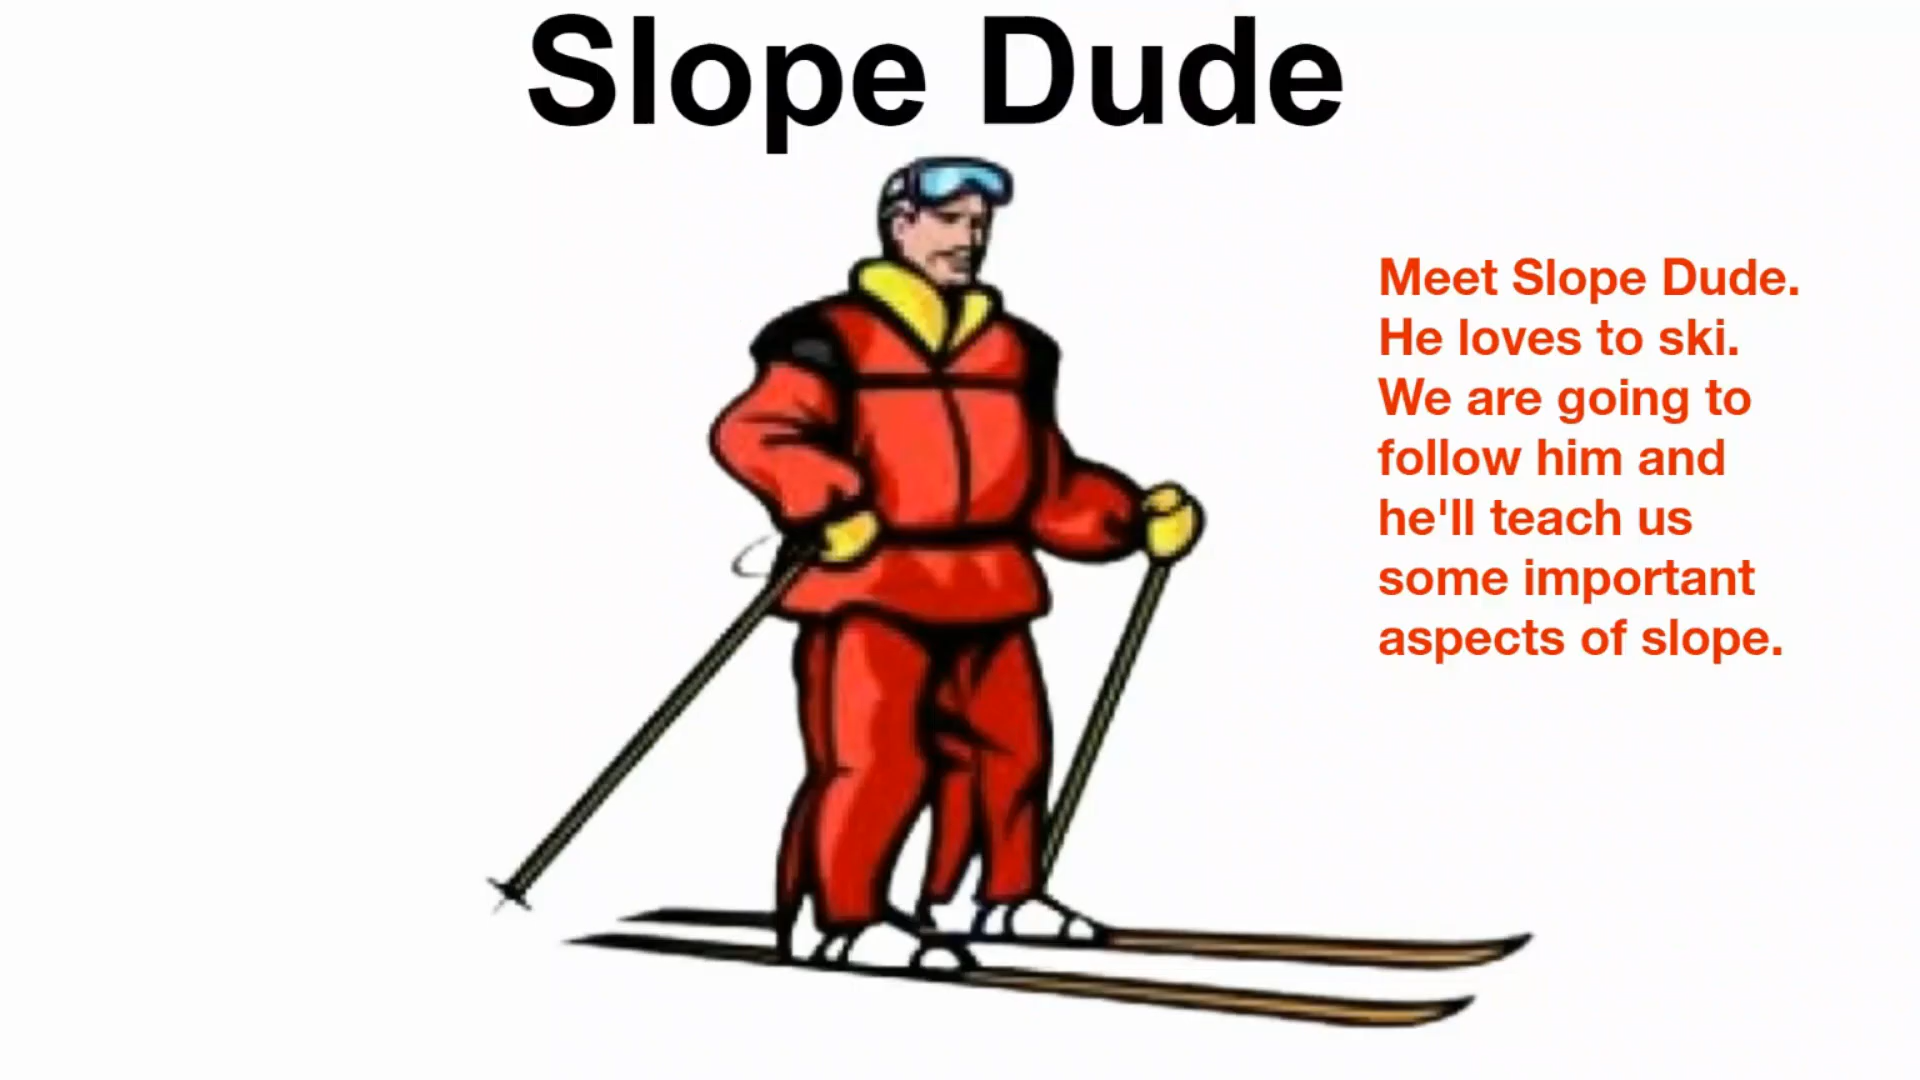 Slope Dude
Meet Slope Dude.
He loves to ski.
We are going to
follow him and
he'll teach us
some important
aspects of slope.